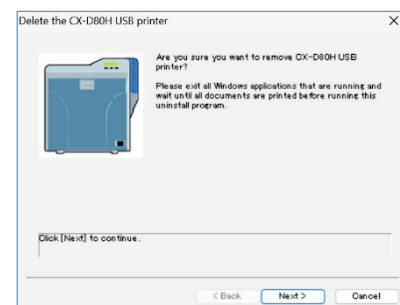 Delete the CX-D80H USB printer
Are you sure you want to remove CX-D80H USB
printer?
Please exit all Windows applications that are running and
wait until all documents are printed before running this
uninstall program.
Click [Next] to continue.
< Back
Next >
Cancel